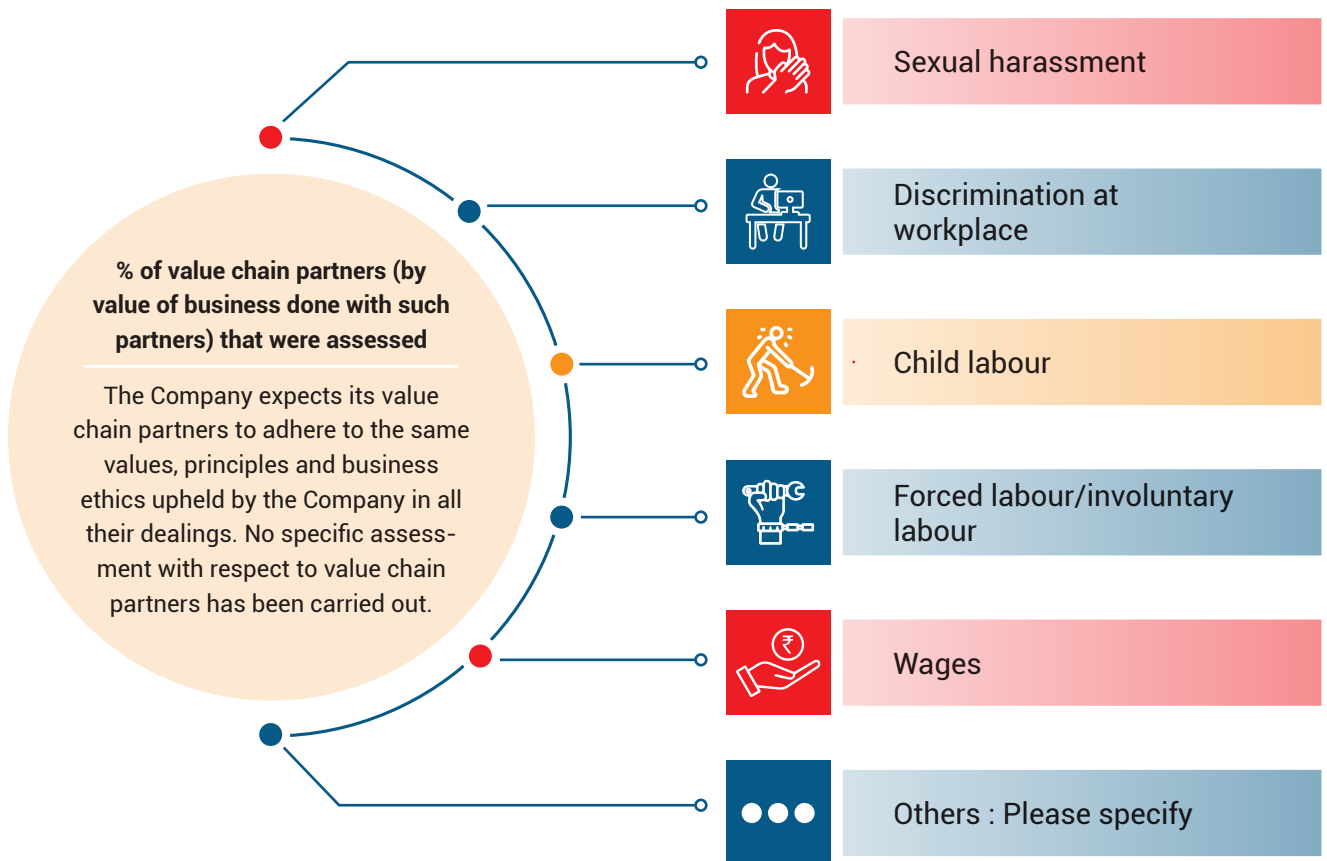 % of value chain partners (by
value of business done with such
partners) that were assessed
The Company expects its value
chain partners to adhere to the same
values, principles and business
ethics upheld by the Company in all
their dealings. No specific assess-
ment with respect to value chain
partners has been carried out.
Sexual harassment
Discrimination at
workplace
Child labour
Forced labour/involuntary
labour
₹
Wages
Others : Please specify